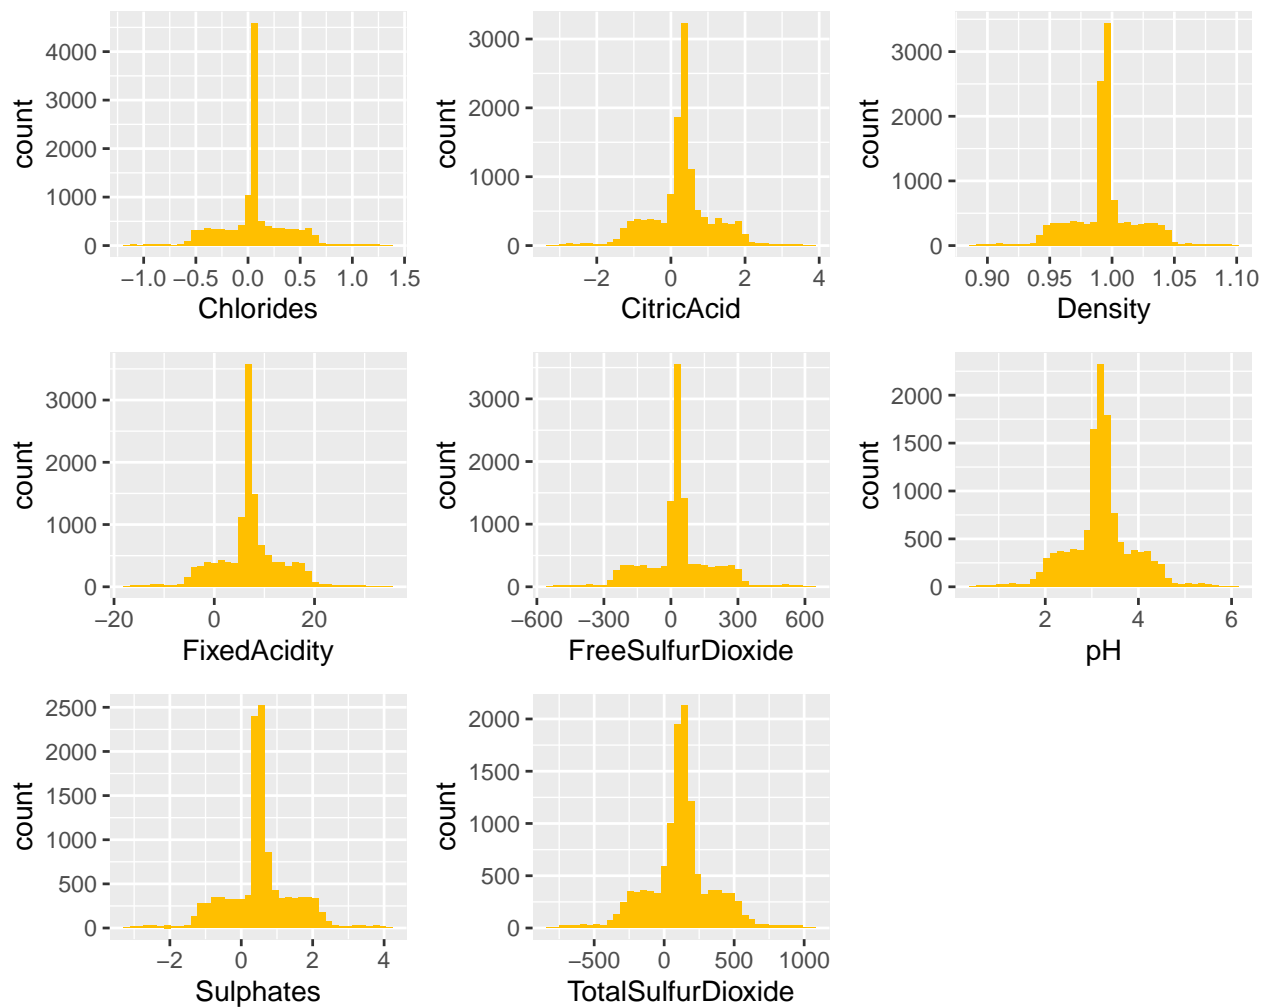 count
4000
3000
2000
1000
0
−1.0 −0.5 0.0 0.5 1.0 1.5
Chlorides
count
3000
2000
1000
0
−2 0 2 4
CitricAcid
count
3000
2000
1000
0
0.90 0.95 1.00 1.05 1.10
Density
count
3000
2000
1000
0
−20 0 20
FixedAcidity
count
3000
2000
1000
0
−600 −300 0 300 600
FreeSulfurDioxide
count
2000
1500
1000
500
0
2 4 6
pH
count
2500
2000
1500
1000
500
0
−2 0 2 4
Sulphates
count
2000
1500
1000
500
0
−500 0 500 1000
TotalSulfurDioxide